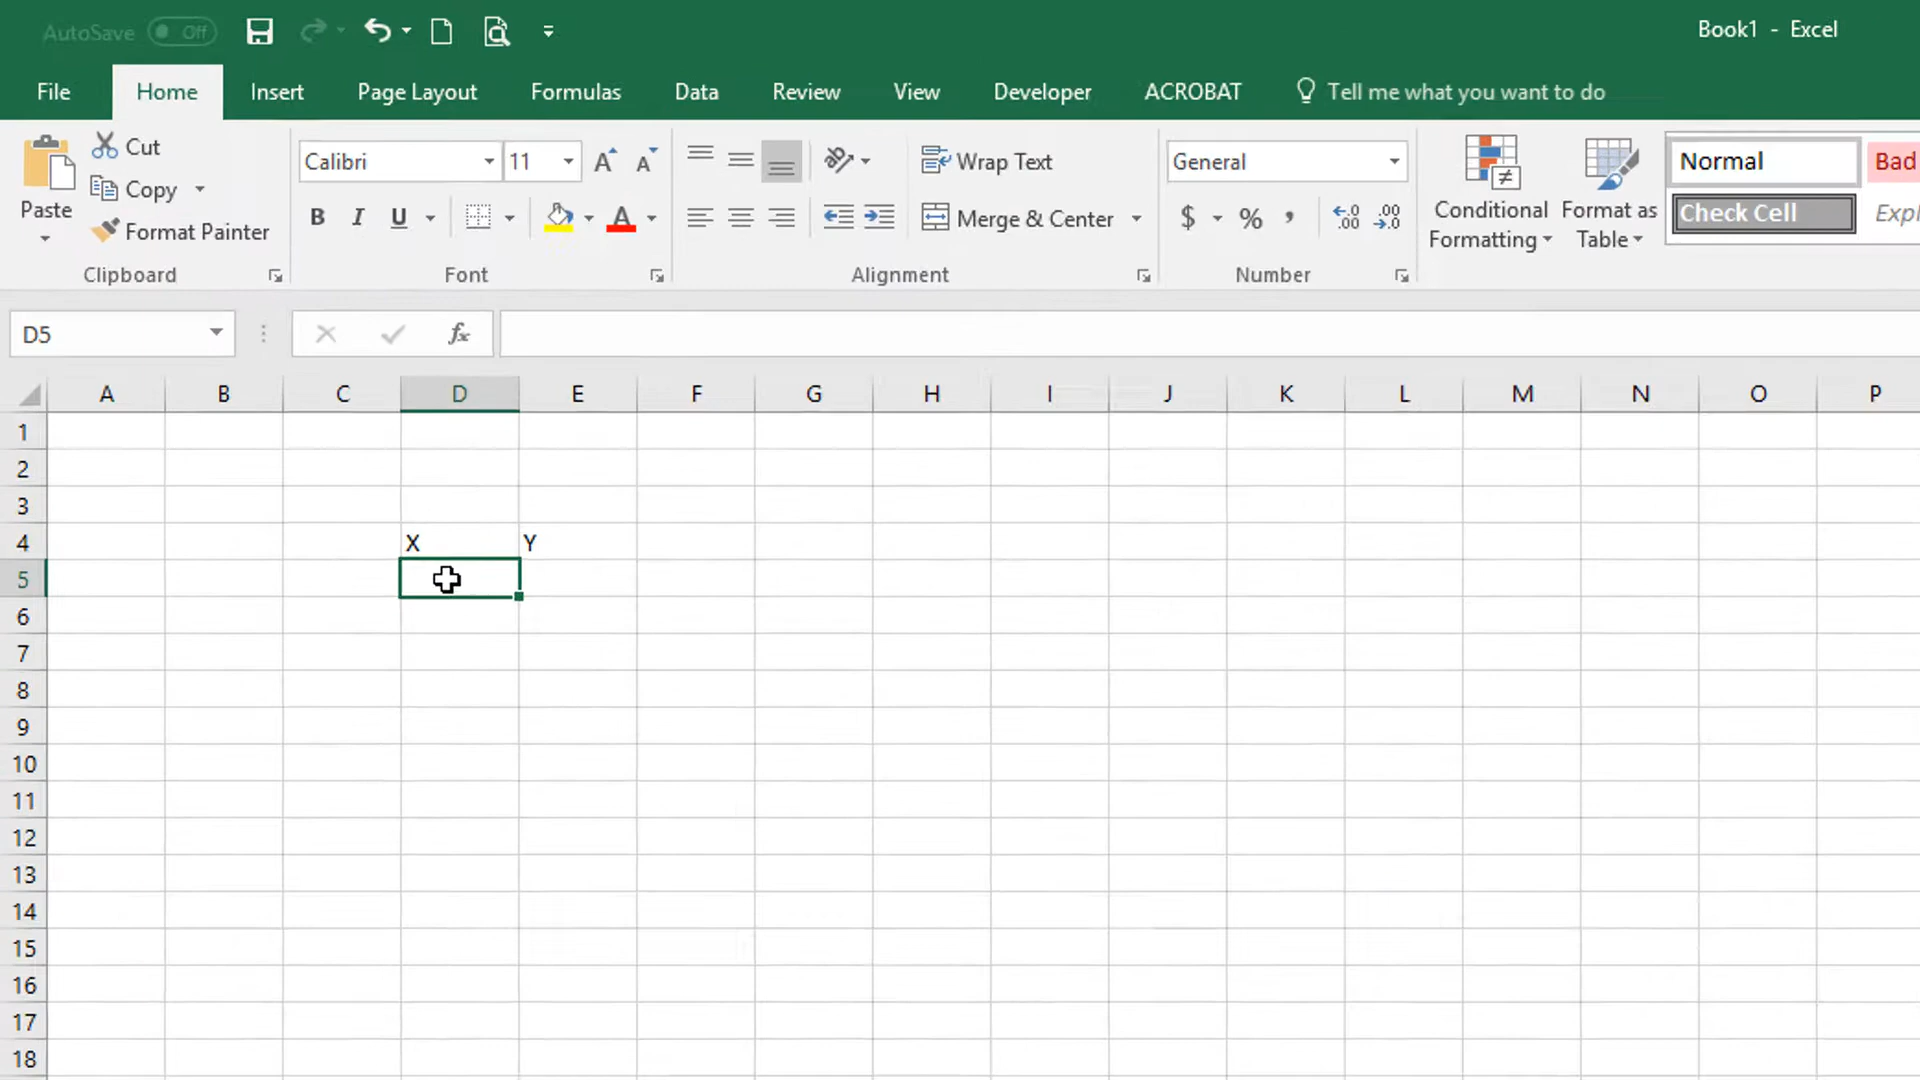 AutoSave Off
Book1 - Excel
File Home Insert Page Layout Formulas Data Review View Developer ACROBAT Tell me what you want to do
Paste
Cut
Copy
Format Painter
Clipboard
Calibri 11
B I U
Font
Wrap Text
Merge & Center
Alignment
General
$ % ,
Number
Conditional
Formatting
Format as
Table
Normal Bad
Check Cell Expl
D5 fx
A B C D E F G H I J K L M N O P
1
2
3
4 X Y
5
6
7
8
9
10
11
12
13
14
15
16
17
18